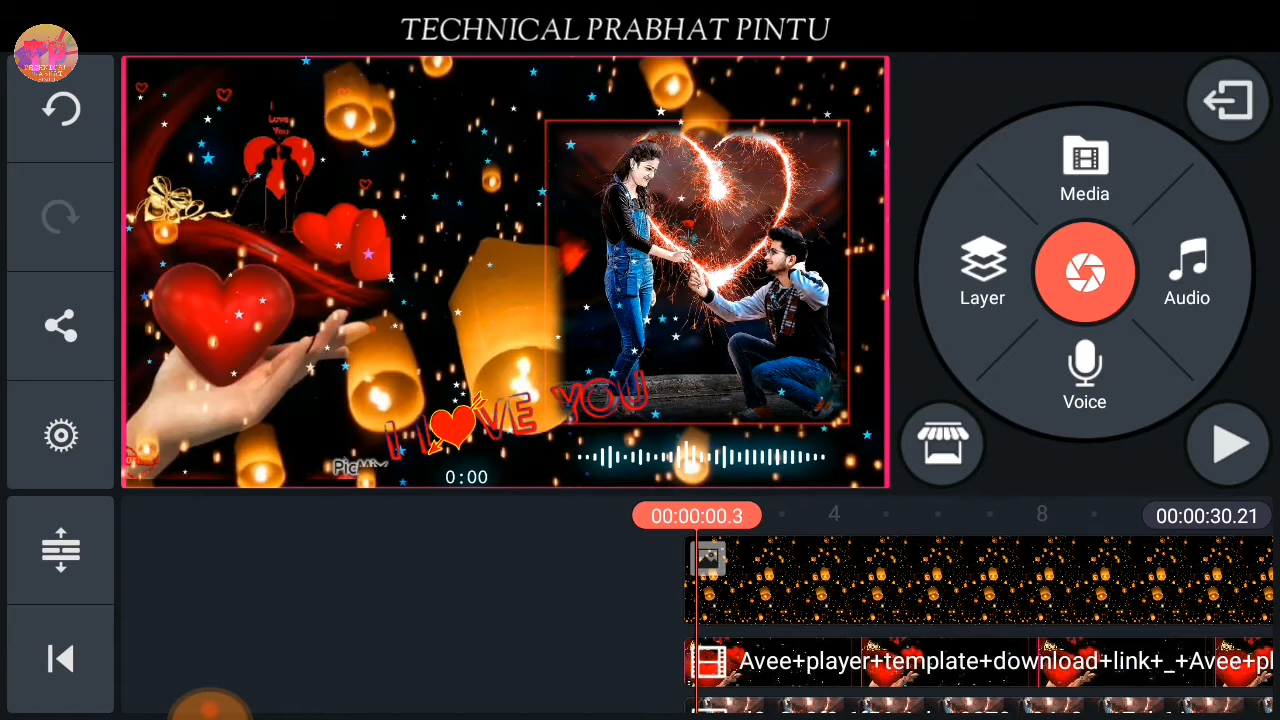 TECHNICAL PRABHAT PINTU
I Love
You
Media
Layer
Audio
Voice
I LOVE YOU
PicMix
0:00
00:00:00.3
4
8
00:00:30.21
Avee+player+template+download+link+_+Avee+pl